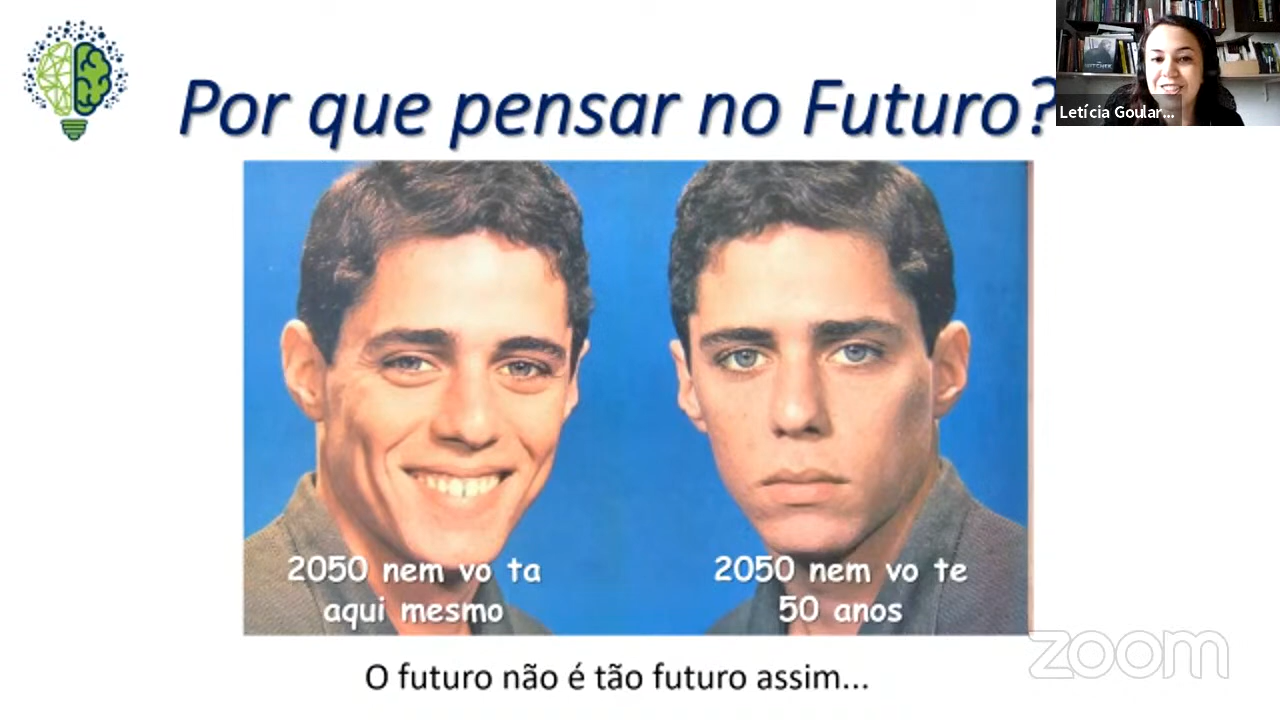 Por que pensar no Futuro?
Letícia Goular...
2050 nem vo ta
aqui mesmo
2050 nem vo te
50 anos
O futuro não é tão futuro assim...
zoom